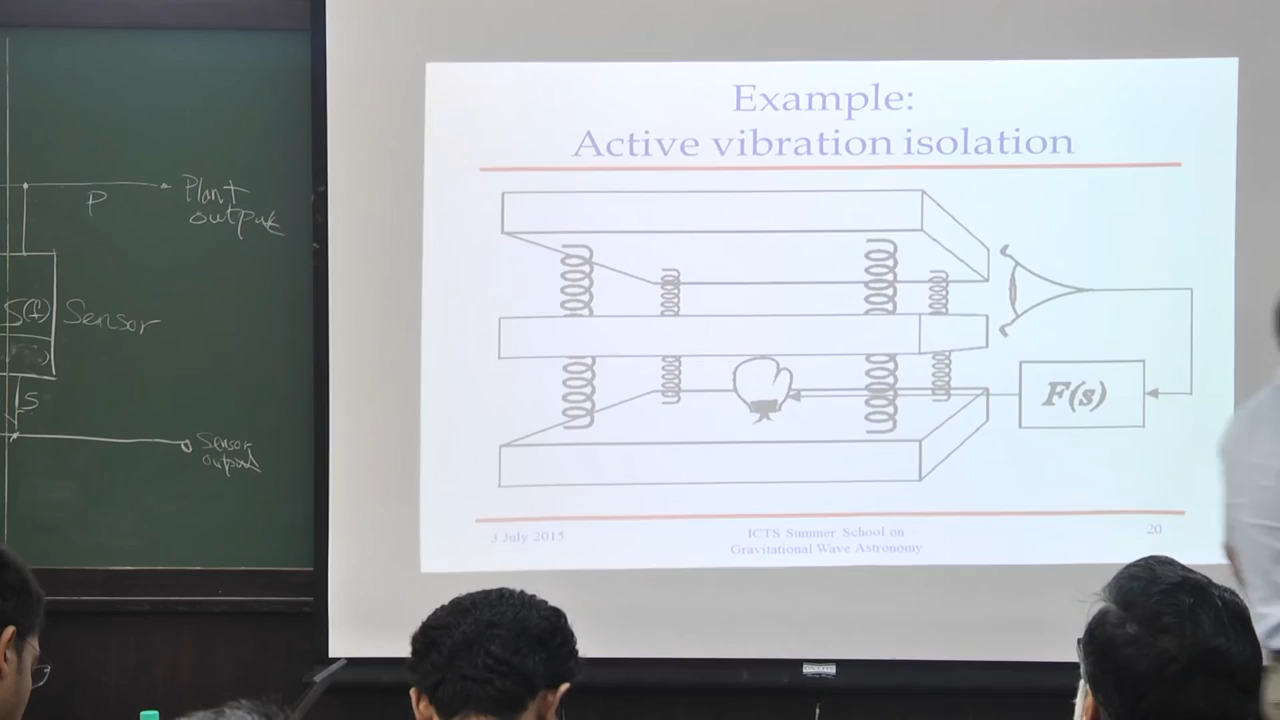 P
Plant
output
S(f)
Sensor
S
Sensor
output
Example:
Active vibration isolation
F(s)
3 July 2015
ICTS Summer School on
Gravitational Wave Astronomy
20